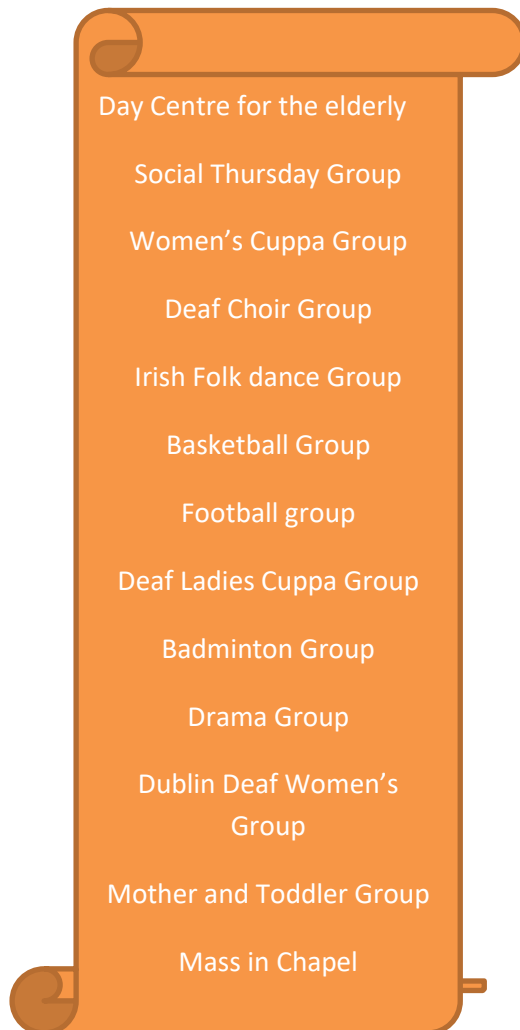 Day Centre for the elderly
Social Thursday Group
Women’s Cuppa Group
Deaf Choir Group
Irish Folk dance Group
Basketball Group
Football group
Deaf Ladies Cuppa Group
Badminton Group
Drama Group
Dublin Deaf Women’s
Group
Mother and Toddler Group
Mass in Chapel